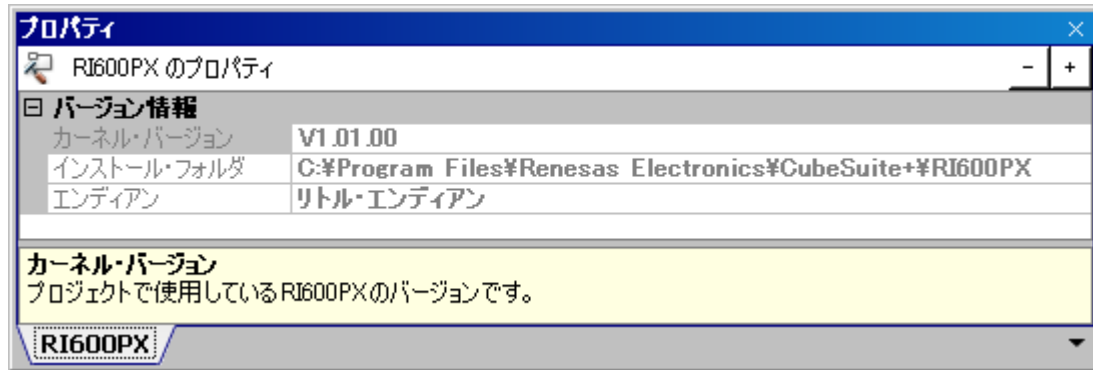 プロパティ
RI600PX のプロパティ
バージョン情報
カーネル・バージョン V1.01.00
インストール・フォルダ C:¥Program Files¥Renesas Electronics¥CubeSuite+¥RI600PX
エンディアン リトル・エンディアン
カーネル・バージョン
プロジェクトで使用しているRI600PXのバージョンです。
RI600PX